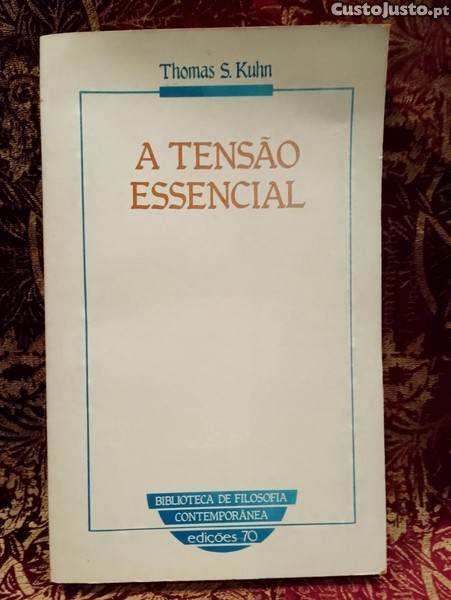 CustoJusto.pt
Thomas S. Kuhn
A TENSÃO
ESSENCIAL
BIBLIOTECA DE FILOSOFIA
CONTEMPORÂNEA
edições 70